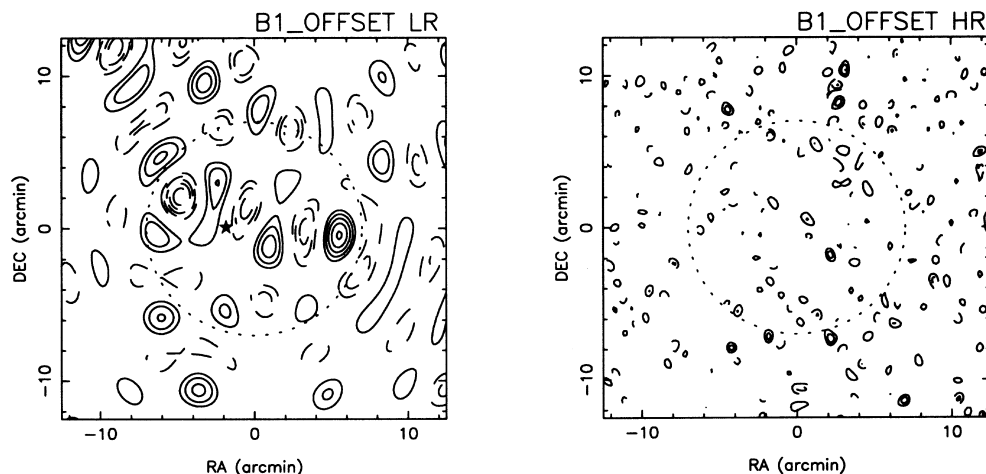 B1_OFFSET LR
10
0
-10
DEC (arcmin)
-10
0
10
RA (arcmin)
B1_OFFSET HR
10
0
-10
DEC (arcmin)
-10
0
10
RA (arcmin)